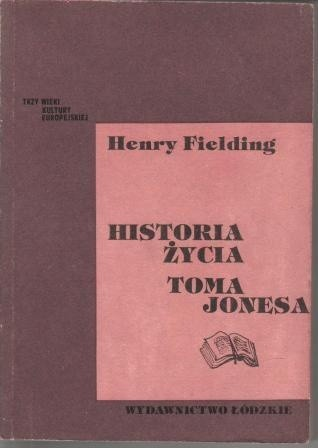 TRZY WIEKI
KULTURY
EUROPEJSKIEJ
Henry Fielding
HISTORIA
ŻYCIA
TOMA
JONESA
WYDAWNICTWO ŁÓDZKIE